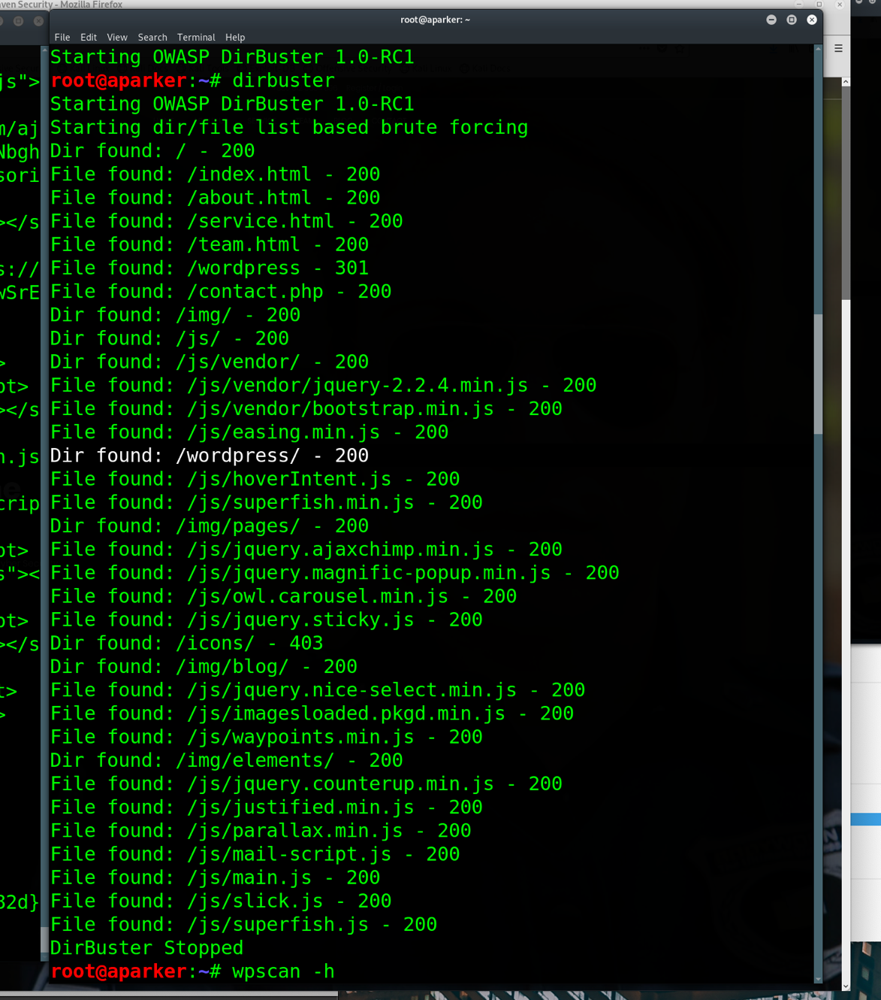 aven Security - Mozilla Firefox
root@aparker: ~
File Edit View Search Terminal Help
Starting OWASP DirBuster 1.0-RC1
root@aparker:~# dirbuster
Starting OWASP DirBuster 1.0-RC1
Starting dir/file list based brute forcing
Dir found: / - 200
File found: /index.html - 200
File found: /about.html - 200
File found: /service.html - 200
File found: /team.html - 200
File found: /wordpress - 301
File found: /contact.php - 200
Dir found: /img/ - 200
Dir found: /js/ - 200
Dir found: /js/vendor/ - 200
File found: /js/vendor/jquery-2.2.4.min.js - 200
File found: /js/vendor/bootstrap.min.js - 200
File found: /js/easing.min.js - 200
Dir found: /wordpress/ - 200
File found: /js/hoverIntent.js - 200
File found: /js/superfish.min.js - 200
Dir found: /img/pages/ - 200
File found: /js/jquery.ajaxchimp.min.js - 200
File found: /js/jquery.magnific-popup.min.js - 200
File found: /js/owl.carousel.min.js - 200
File found: /js/jquery.sticky.js - 200
Dir found: /icons/ - 403
Dir found: /img/blog/ - 200
File found: /js/jquery.nice-select.min.js - 200
File found: /js/imagesloaded.pkgd.min.js - 200
File found: /js/waypoints.min.js - 200
Dir found: /img/elements/ - 200
File found: /js/jquery.counterup.min.js - 200
File found: /js/justified.min.js - 200
File found: /js/parallax.min.js - 200
File found: /js/mail-script.js - 200
File found: /js/main.js - 200
File found: /js/slick.js - 200
File found: /js/superfish.js - 200
DirBuster Stopped
root@aparker:~# wpscan -h
js">
m/aj
Nbgh
sori
></s
s://
wSrE
>
pt>
></s
n.js
crip
pt>
s"><
pt>
></s
t>
>
32d}